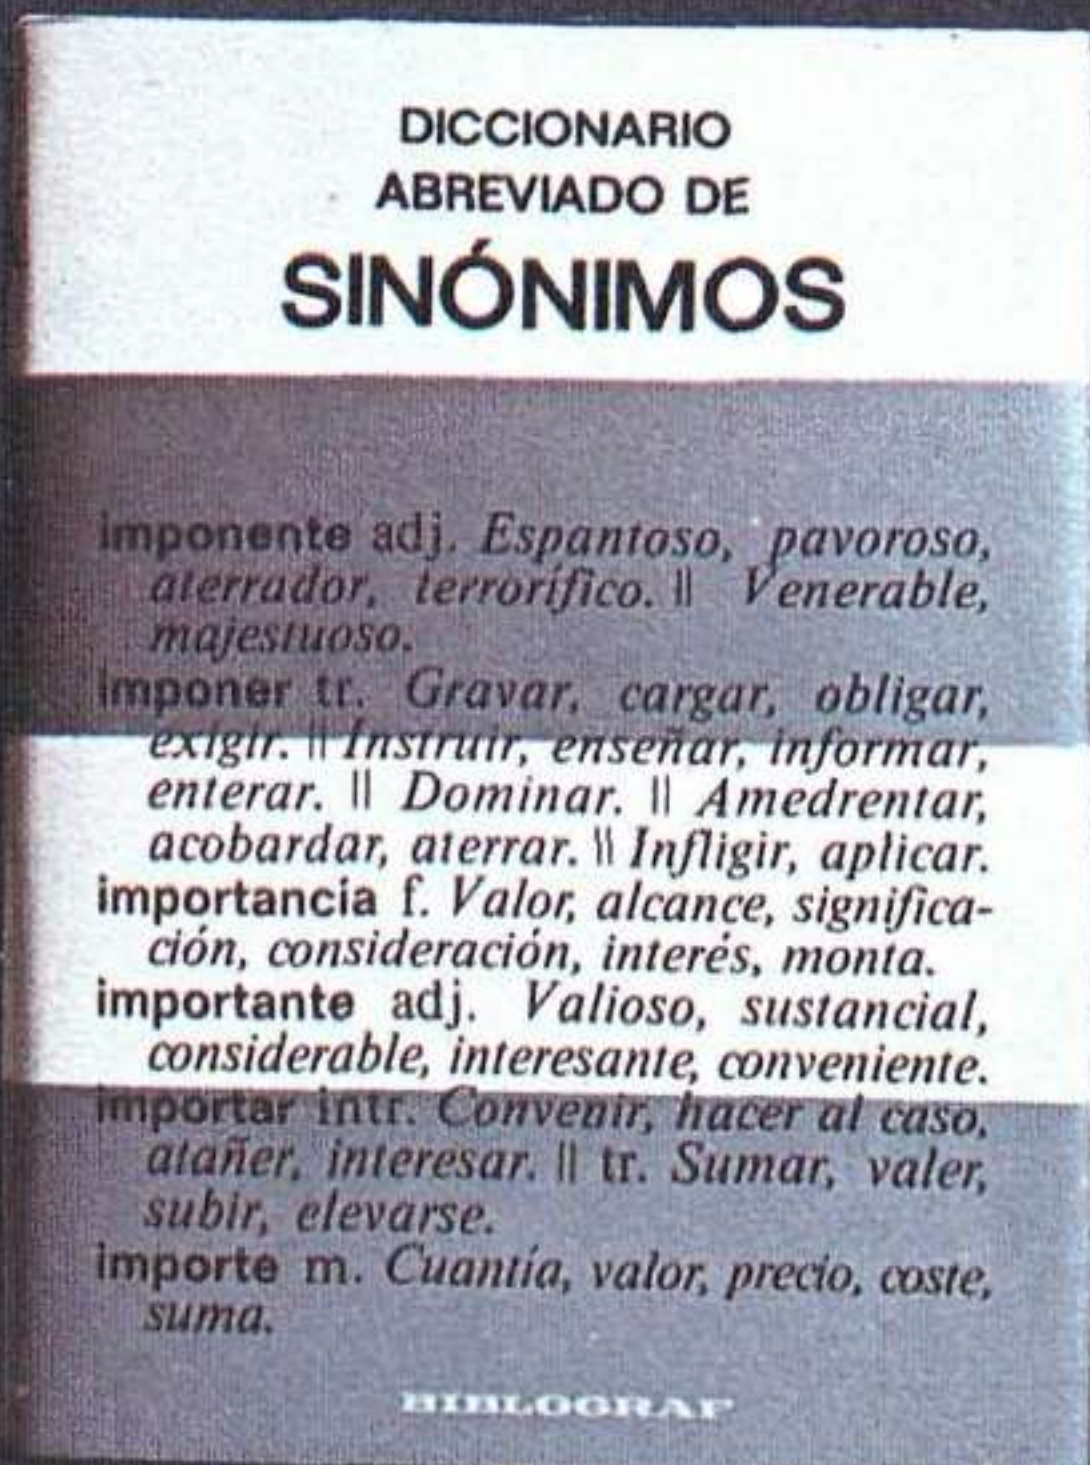 DICCIONARIO
ABREVIADO DE
SINÓNIMOS
imponente adj. Espantoso, pavoroso,
aterrador, terrorífico. || Venerable,
majestuoso.
imponer tr. Gravar, cargar, obligar,
exigir. || Instruir, enseñar, informar,
enterar. || Dominar. || Amedrentar,
acobardar, aterrar. || Infligir, aplicar.
importancia f. Valor, alcance, significa-
ción, consideración, interés, monta.
importante adj. Valioso, sustancial,
considerable, interesante, conveniente.
importar intr. Convenir, hacer al caso,
atañer, interesar. || tr. Sumar, valer,
subir, elevarse.
importe m. Cuantía, valor, precio, coste,
suma.
BIBLOGRAF